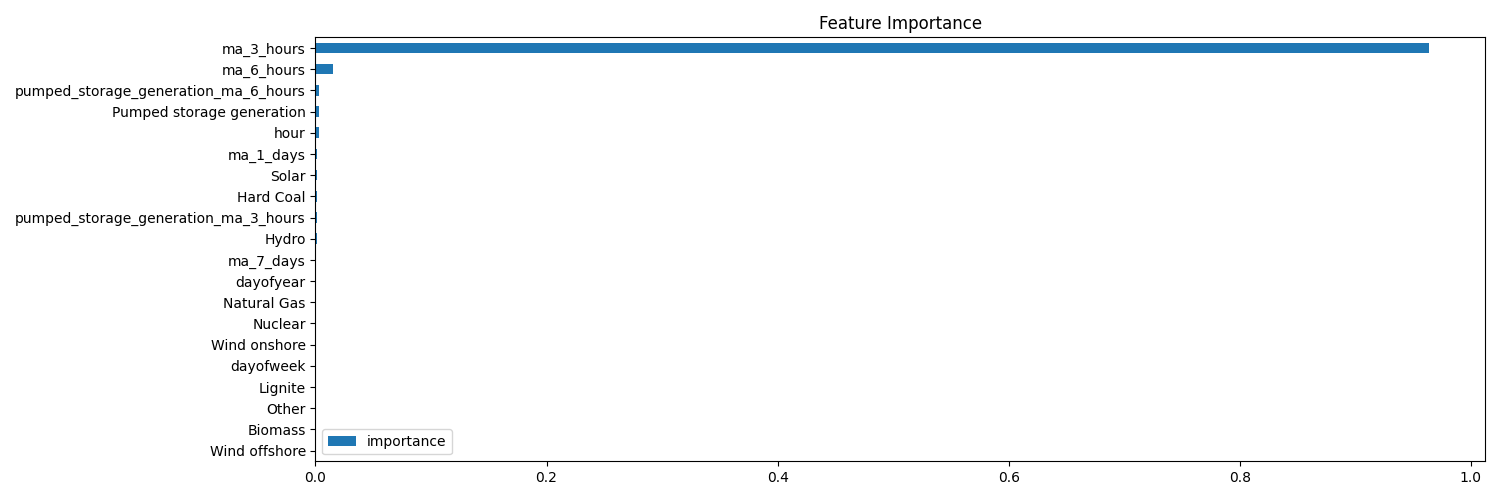 Feature Importance
ma_3_hours
ma_6_hours
pumped_storage_generation_ma_6_hours
Pumped storage generation
hour
ma_1_days
Solar
Hard Coal
pumped_storage_generation_ma_3_hours
Hydro
ma_7_days
dayofyear
Natural Gas
Nuclear
Wind onshore
dayofweek
Lignite
Other
Biomass
Wind offshore
importance
0.0 0.2 0.4 0.6 0.8 1.0